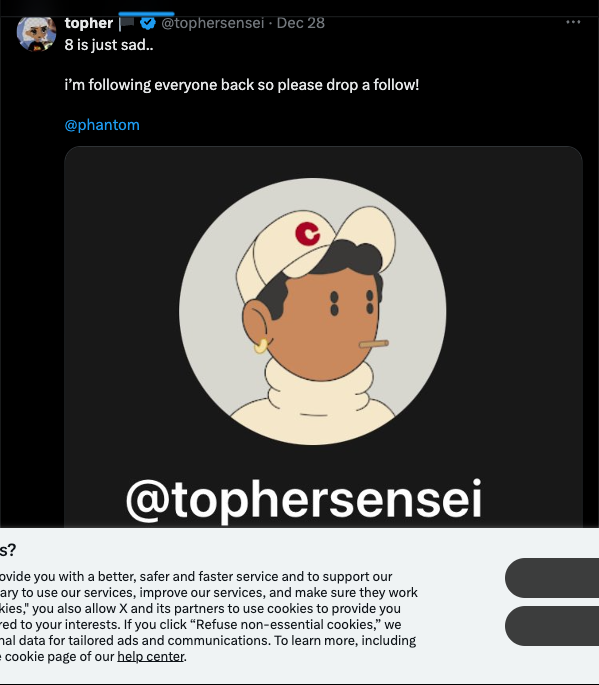 topher @tophersensei · Dec 28
8 is just sad..
i’m following everyone back so please drop a follow!
@phantom
C
@tophersensei
s?
ovide you with a better, safer and faster service and to support our
ary to use our services, improve our services, and make sure they work
kies," you also allow X and its partners to use cookies to provide you
red to your interests. If you click “Refuse non-essential cookies,” we
nal data for tailored ads and communications. To learn more, including
e cookie page of our help center.